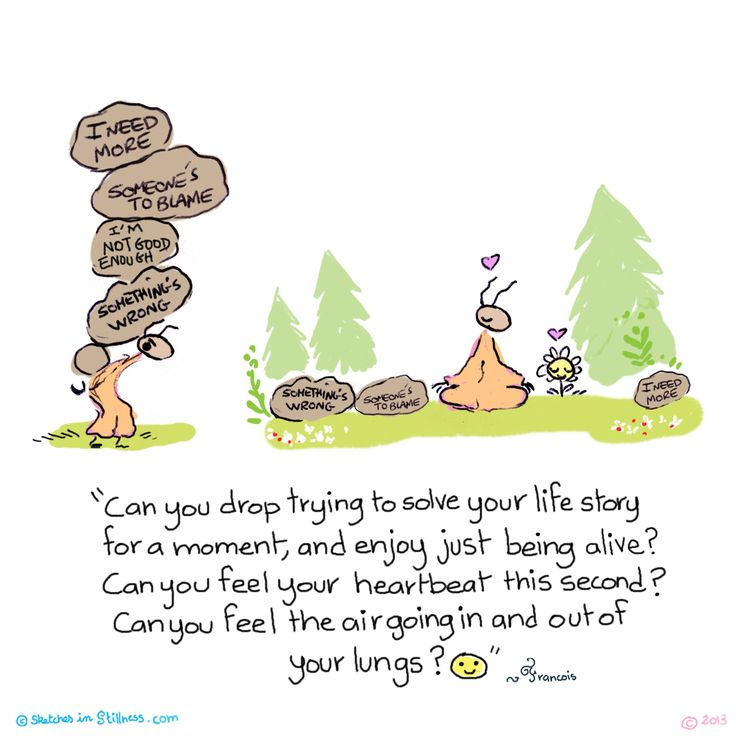 I NEED
MORE
SOMEONE'S
TO BLAME
I'M
NOT GOOD
ENOUGH
SOMETHING'S
WRONG
SOMETHING'S
WRONG
SOMEONE'S
TO BLAME
I NEED
MORE
"Can you drop trying to solve your life story
for a moment, and enjoy just being alive?
Can you feel your heartbeat this second?
Can you feel the air going in and out of
your lungs? 🙂"
Francois
© Sketches in Stillness.com
© 2013